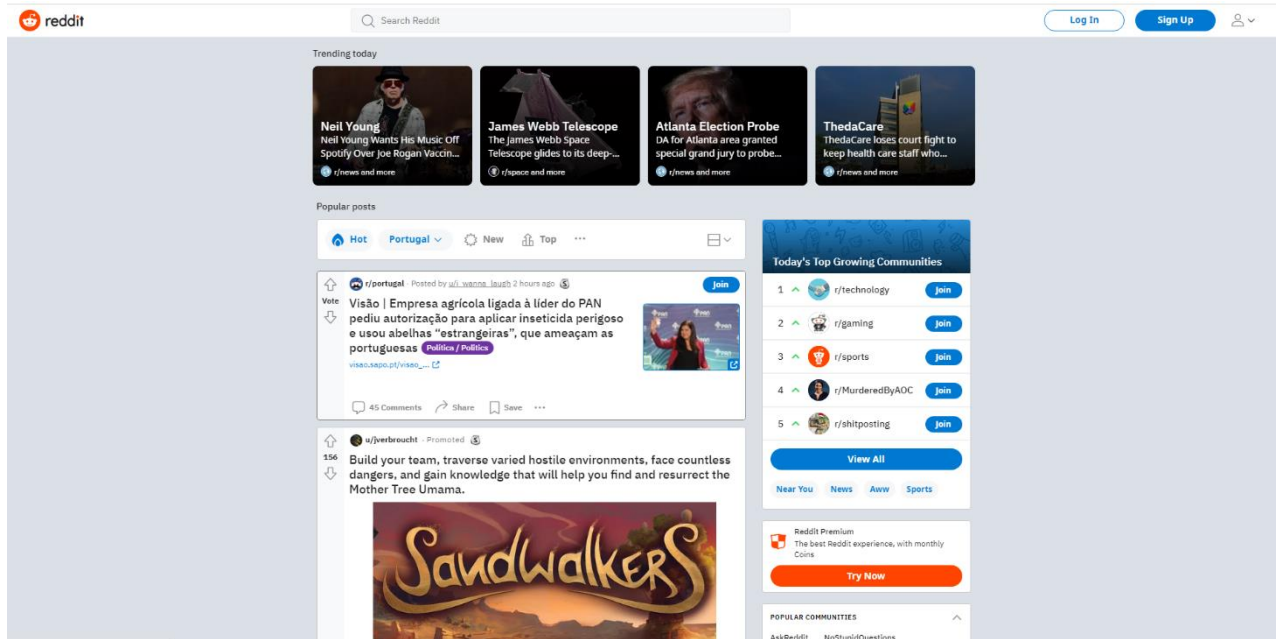 reddit
Search Reddit
Log In
Sign Up
Trending today
Neil Young
Neil Young Wants His Music Off
Spotify Over Joe Rogan Vaccin...
r/news and more
James Webb Telescope
The James Webb Space
Telescope glides to its deep-...
r/space and more
Atlanta Election Probe
DA for Atlanta area granted
special grand jury to probe...
r/news and more
ThedaCare
ThedaCare loses court fight to
keep health care staff who...
r/news and more
Popular posts
Hot
Portugal
New
Top
...
r/portugal · Posted by u/i_wanna_laugh 2 hours ago
Join
Vote
Visão | Empresa agrícola ligada à líder do PAN
pediu autorização para aplicar inseticida perigoso
e usou abelhas “estrangeiras”, que ameaçam as
portuguesas Política / Politics
visao.sapo.pt/visao_...
45 Comments
Share
Save
...
u/jverbroucht · Promoted
156
Build your team, traverse varied hostile environments, face countless
dangers, and gain knowledge that will help you find and resurrect the
Mother Tree Umama.
SandwalkerS
Today's Top Growing Communities
1 r/technology Join
2 r/gaming Join
3 r/sports Join
4 r/MurderedByAOC Join
5 r/shitposting Join
View All
Near You News Aww Sports
Reddit Premium
The best Reddit experience, with monthly
Coins
Try Now
POPULAR COMMUNITIES
AskReddit NoStupidQuestions